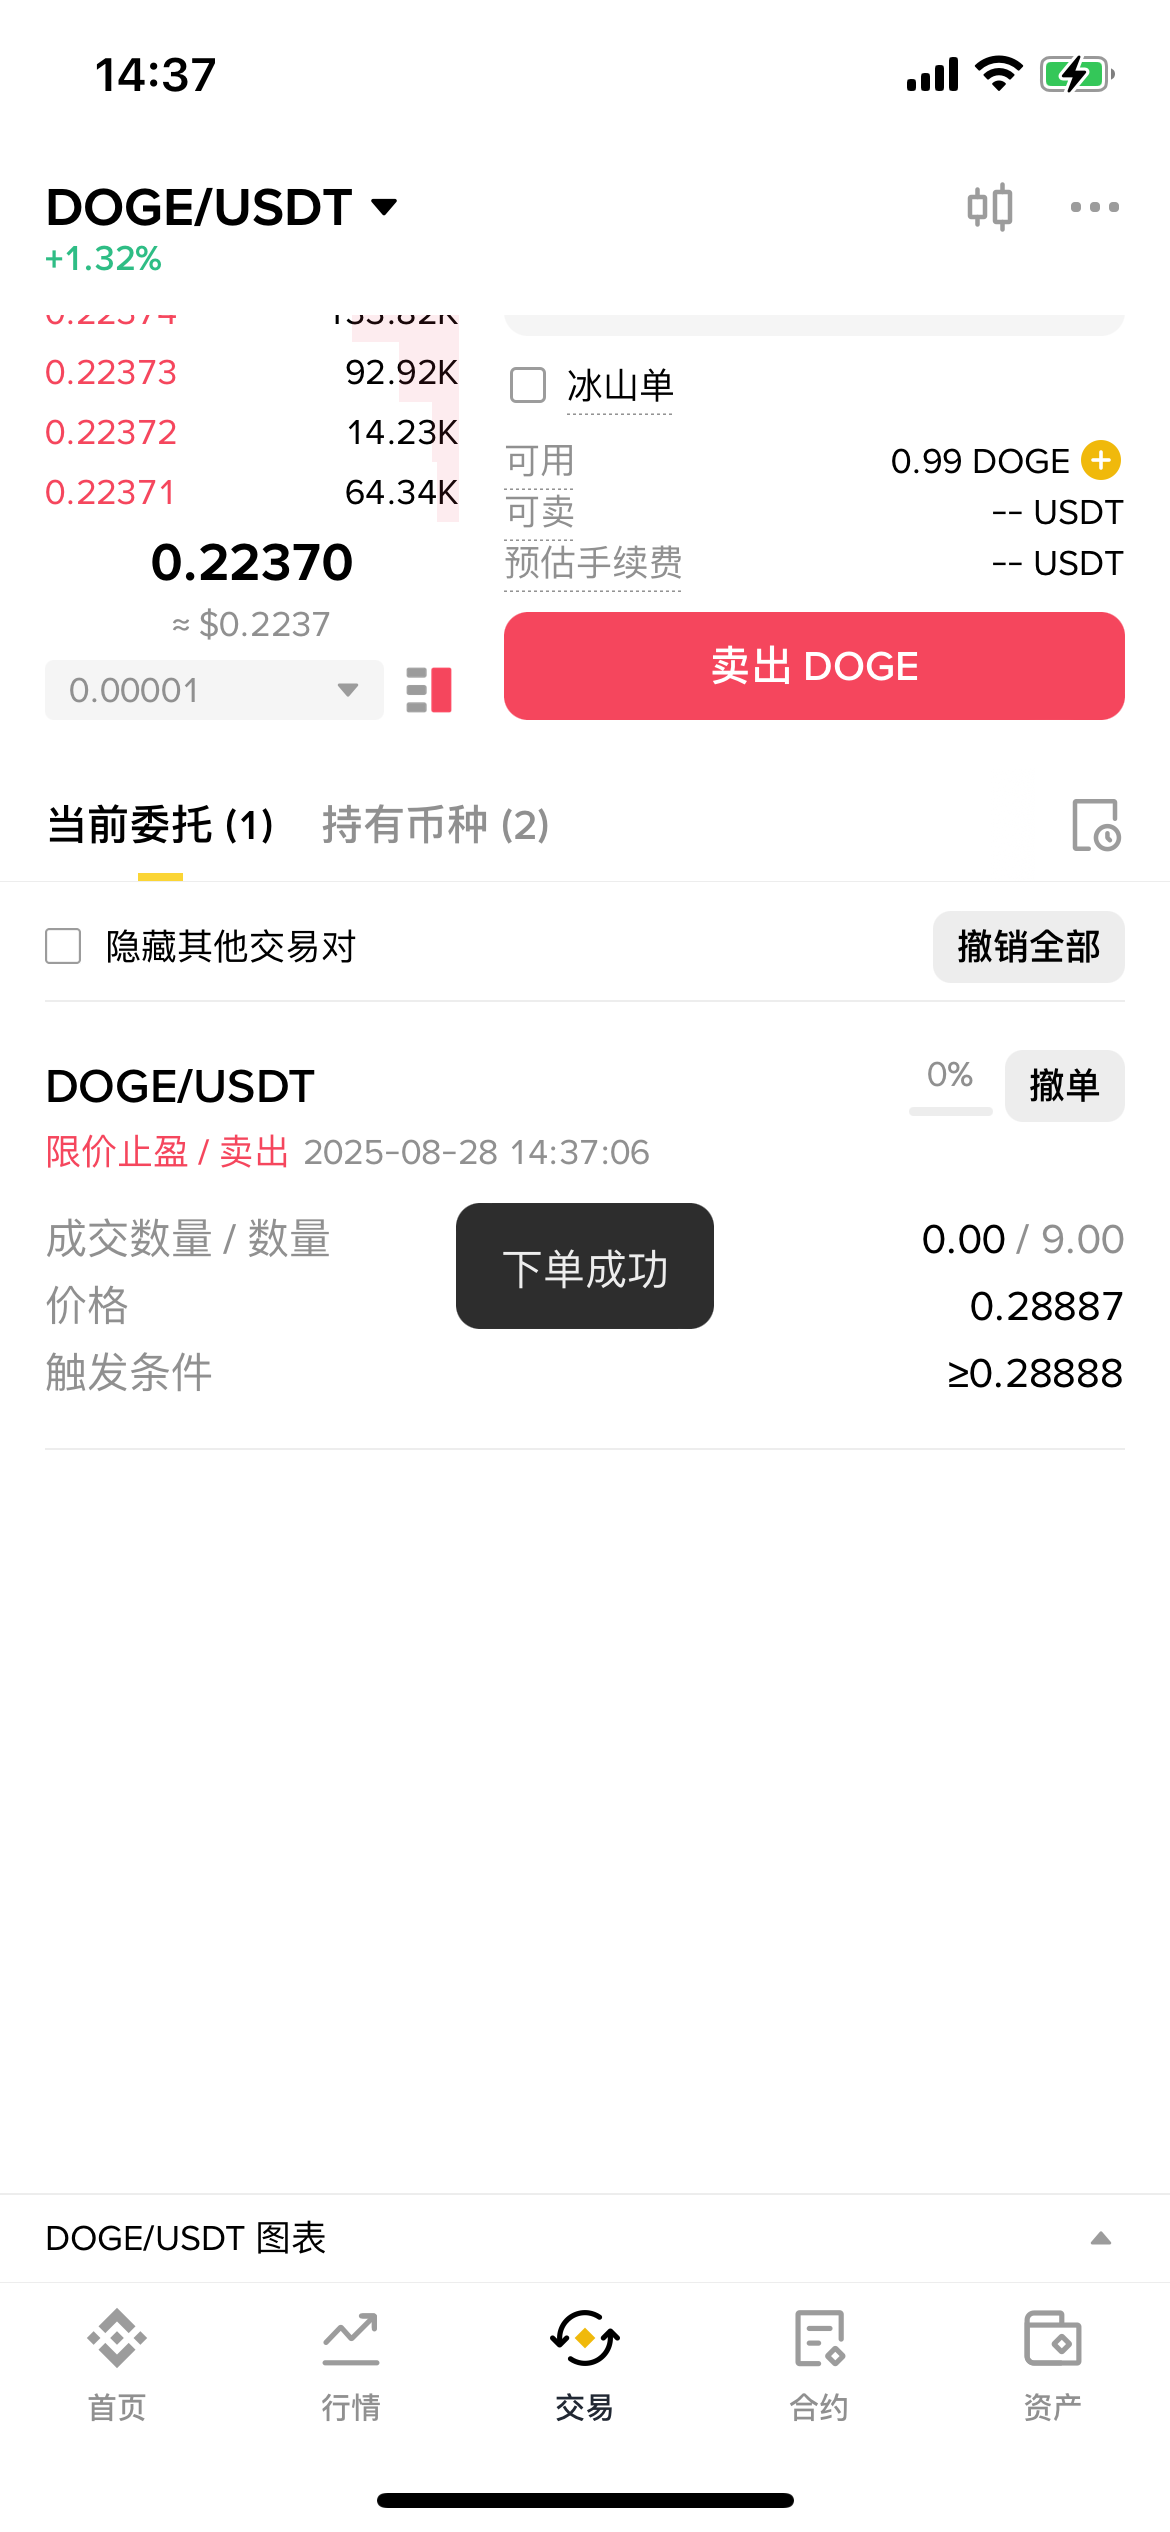 14:37
DOGE/USDT
+1.32%
0.22374 133.82K
0.22373 92.92K
0.22372 14.23K
0.22371 64.34K
0.22370
≈ $0.2237
0.00001
冰山单
可用 0.99 DOGE
可卖 -- USDT
预估手续费 -- USDT
卖出 DOGE
当前委托 (1) 持有币种 (2)
隐藏其他交易对 撤销全部
DOGE/USDT 0% 撤单
限价止盈 / 卖出 2025-08-28 14:37:06
成交数量 / 数量 0.00 / 9.00
下单成功
价格 0.28887
触发条件 ≥0.28888
DOGE/USDT 图表
首页 行情 交易 合约 资产